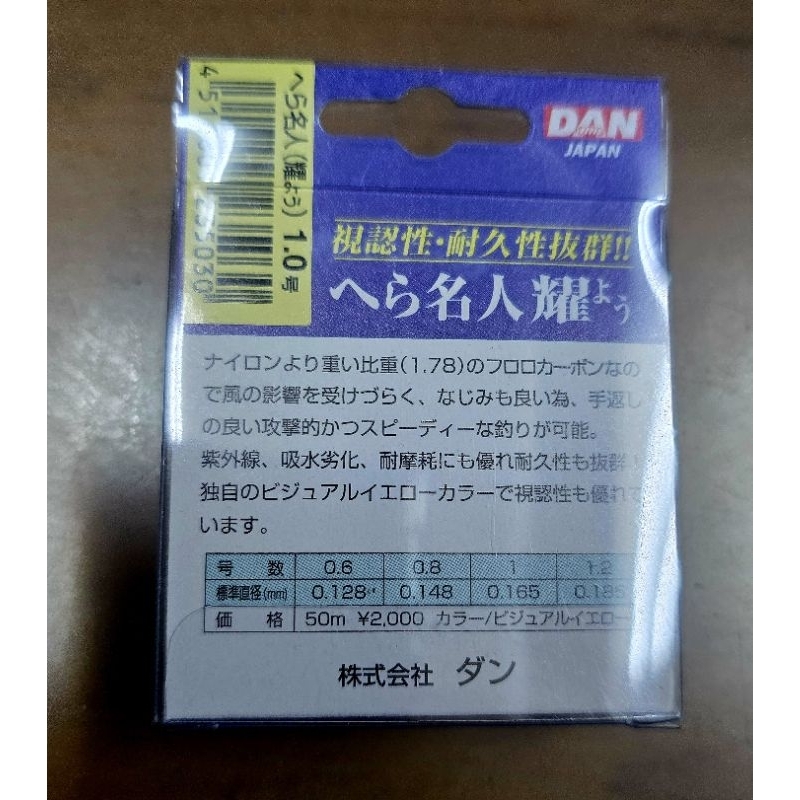 DAN
JAPAN
へら名人(耀よう) 1.0号
視認性・耐久性抜群!!
へら名人 耀よう
ナイロンより重い比重(1.78)のフロロカーボンなの
で風の影響を受けづらく、なじみも良い為、手返し
の良い攻撃的かつスピーディーな釣りが可能。
紫外線、吸水劣化、耐摩耗にも優れ耐久性も抜群
独自のビジュアルイエローカラーで視認性も優れて
います。
号 数 0.6 0.8 1 1.2
標準直径(mm) 0.128 0.148 0.165 0.185
価 格 50m ¥2,000 カラー/ビジュアルイエロー
株式会社 ダン